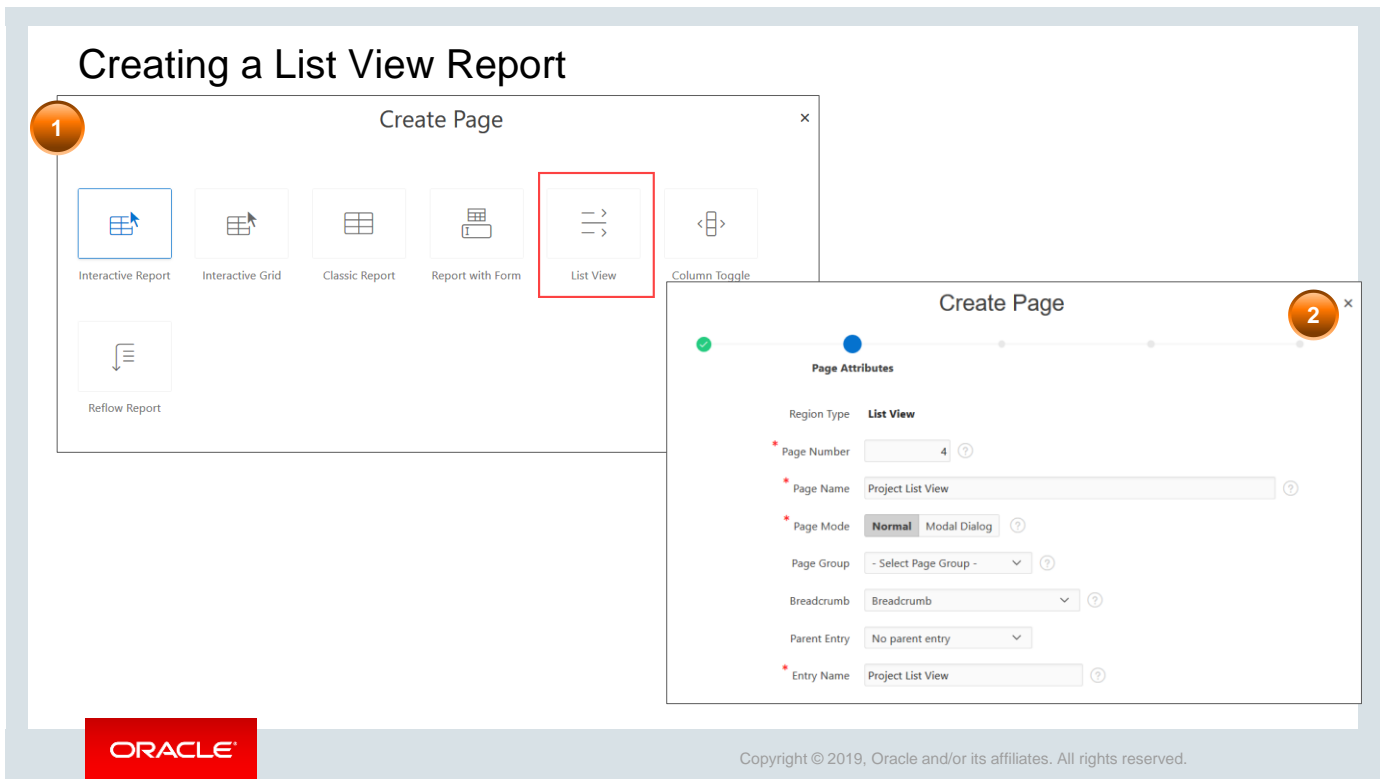 Creating a List View Report
1
Create Page
×
Interactive Report
Interactive Grid
Classic Report
Report with Form
List View
Column Toggle
Reflow Report
Create Page
2
×
Page Attributes
Region Type List View
* Page Number 4 ?
* Page Name Project List View ?
* Page Mode Normal Modal Dialog ?
Page Group - Select Page Group - ?
Breadcrumb Breadcrumb ?
Parent Entry No parent entry
* Entry Name Project List View ?
ORACLE®
Copyright © 2019, Oracle and/or its affiliates. All rights reserved.